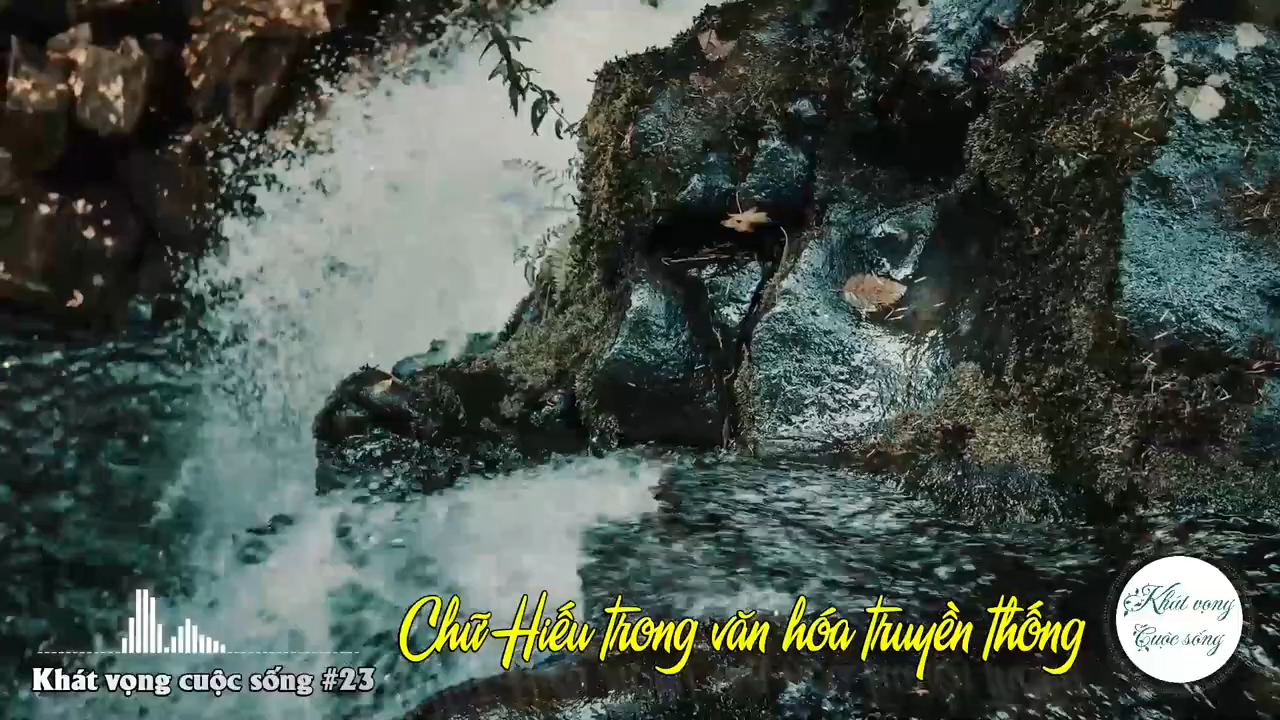 Chữ Hiếu trong văn hóa truyền thống
Khát vọng
Cuộc sống
Khát vọng cuộc sống #23